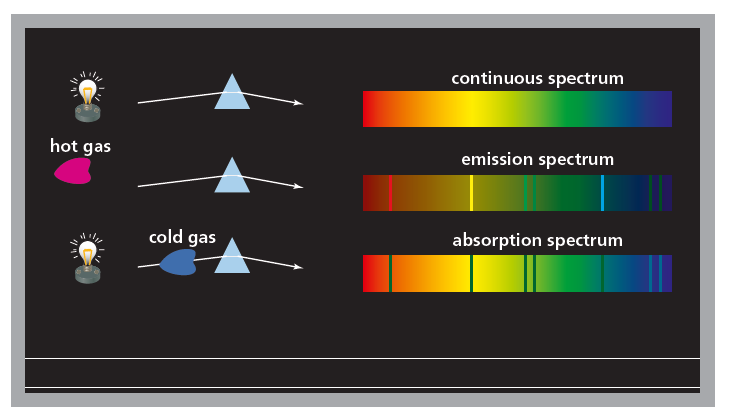 continuous spectrum
hot gas
emission spectrum
cold gas
absorption spectrum